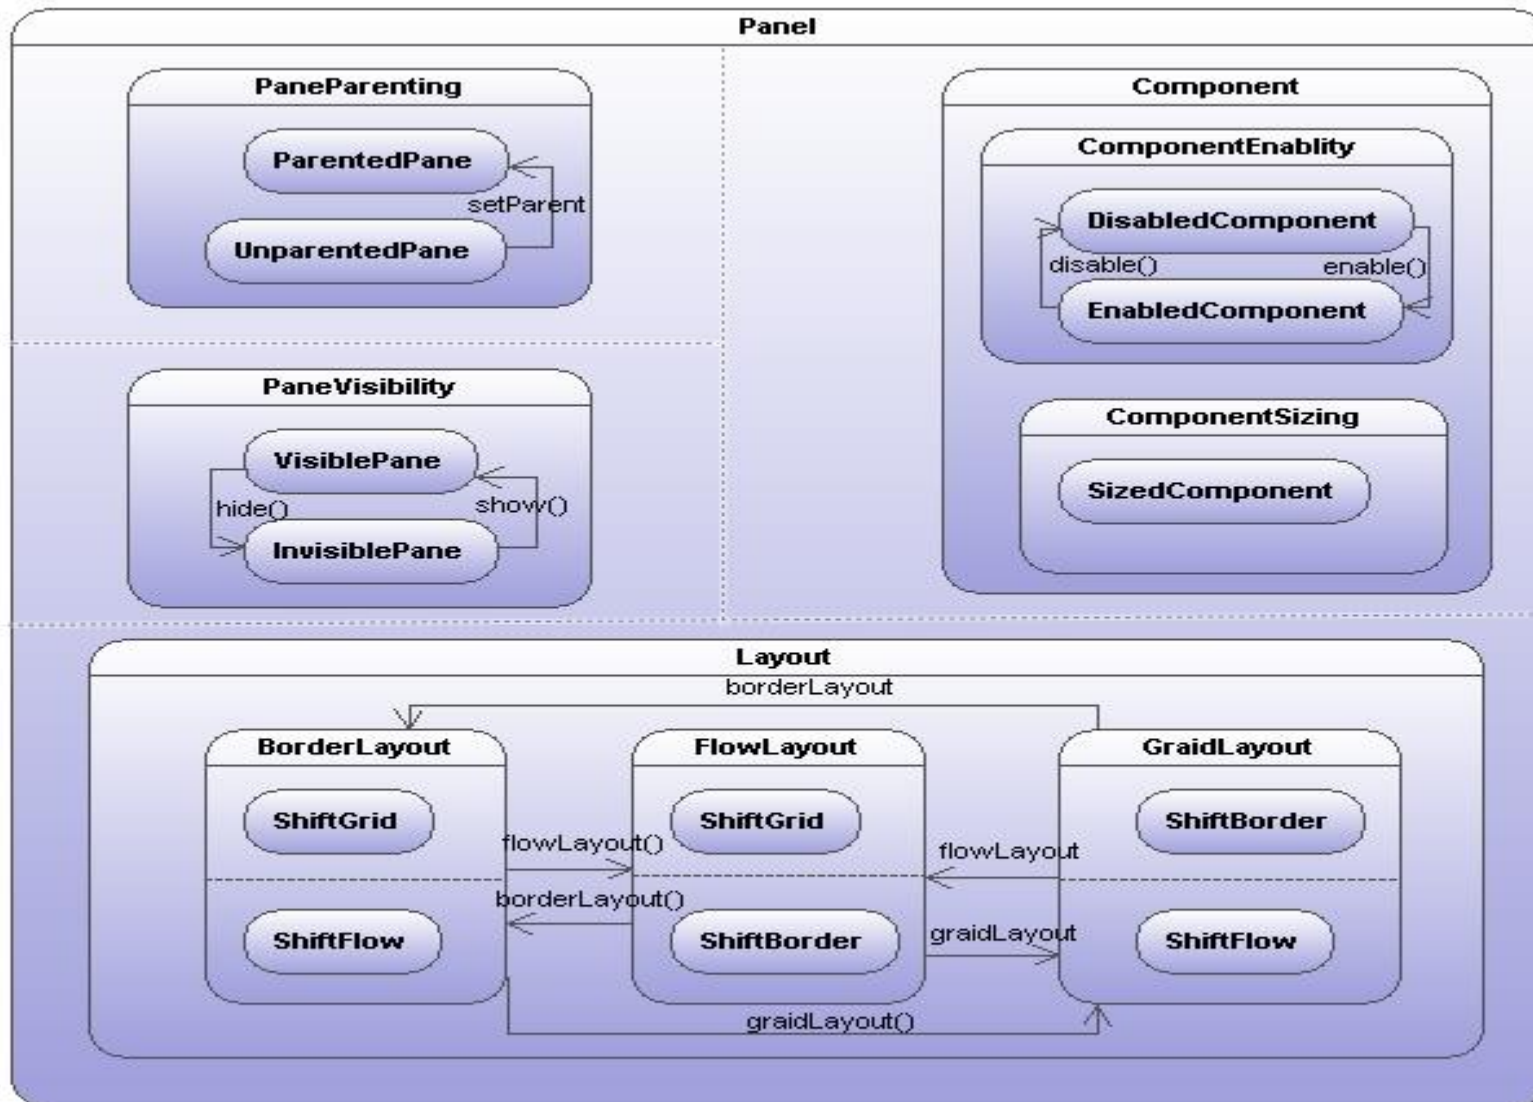 Panel
PaneParenting
ParentedPane
setParent
UnparentedPane
Component
ComponentEnablity
DisabledComponent
disable()
enable()
EnabledComponent
PaneVisibility
VisiblePane
hide()
show()
InvisiblePane
ComponentSizing
SizedComponent
Layout
borderLayout
BorderLayout
FlowLayout
GraidLayout
ShiftGrid
ShiftGrid
ShiftBorder
flowLayout()
flowLayout
borderLayout()
graidLayout
ShiftFlow
ShiftBorder
ShiftFlow
graidLayout()